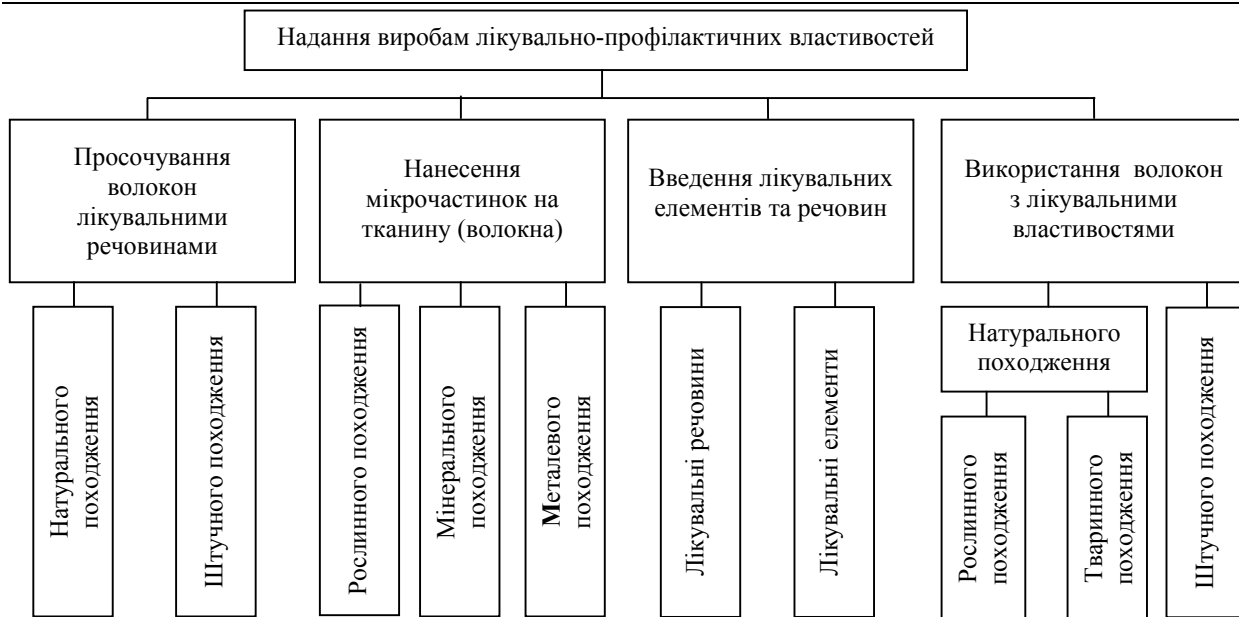 Надання виробам лікувально-профілактичних властивостей
Просочування
волокон
лікувальними
речовинами
Нанесення
мікрочастинок на
тканину (волокна)
Введення лікувальних
елементів та речовин
Використання волокон
з лікувальними
властивостями
Натурального
походження
Штучного походження
Рослинного походження
Мінерального
походження
Металевого
походження
Лікувальні речовини
Лікувальні елементи
Натурального
походження
Рослинного
походження
Тваринного
походження
Штучного походження